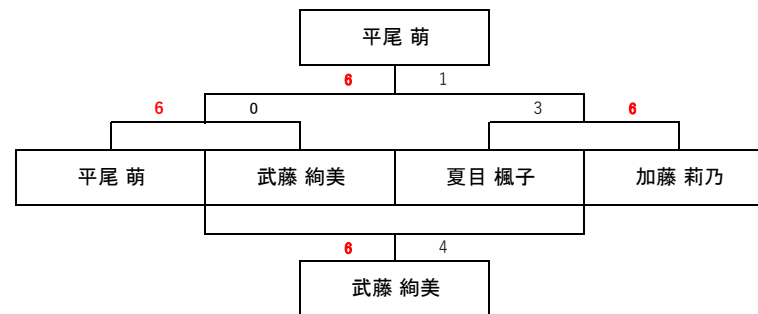 平尾 萌
6 1
6 0 3 6
平尾 萌 武藤 絢美 夏目 楓子 加藤 莉乃
6 4
武藤 絢美